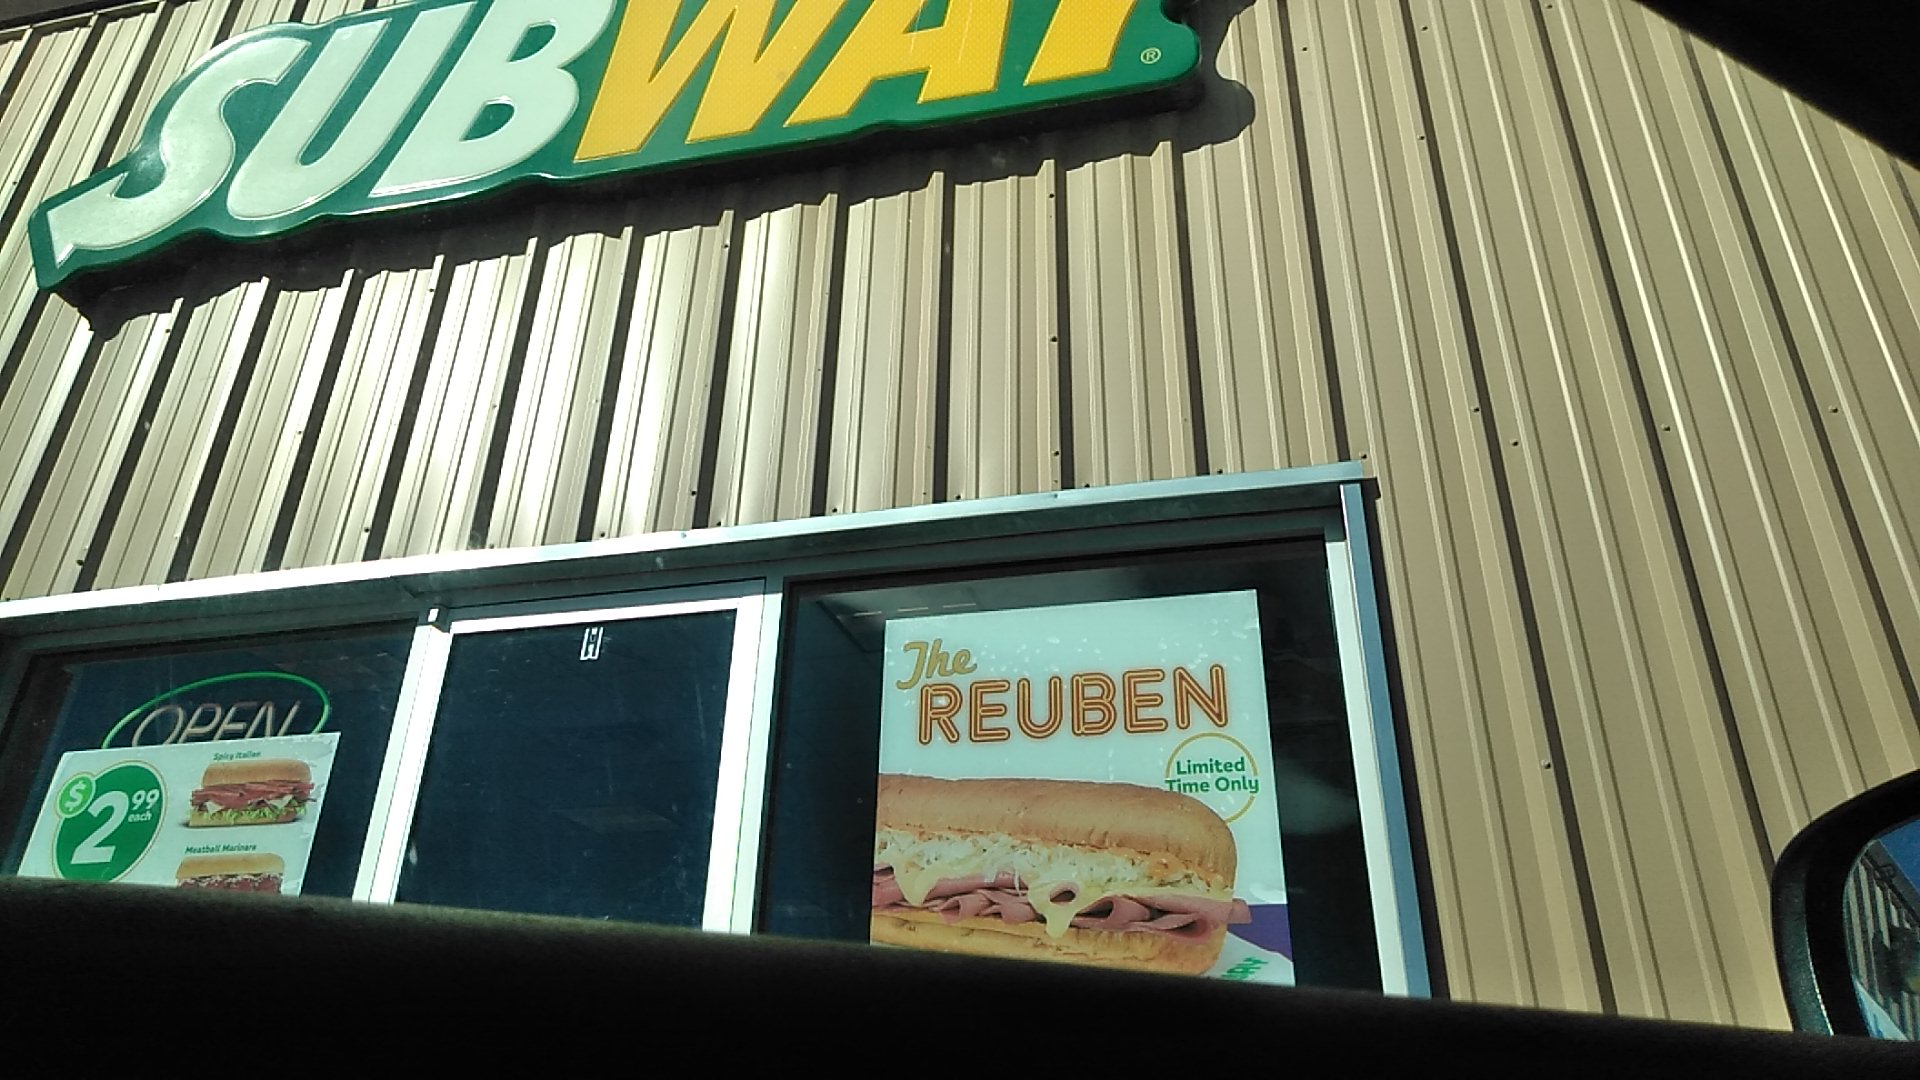 SUBWAY®
The
REUBEN
Limited
Time Only
OPEN
$2.99
each
Spicy Italian
Meatball Marinara